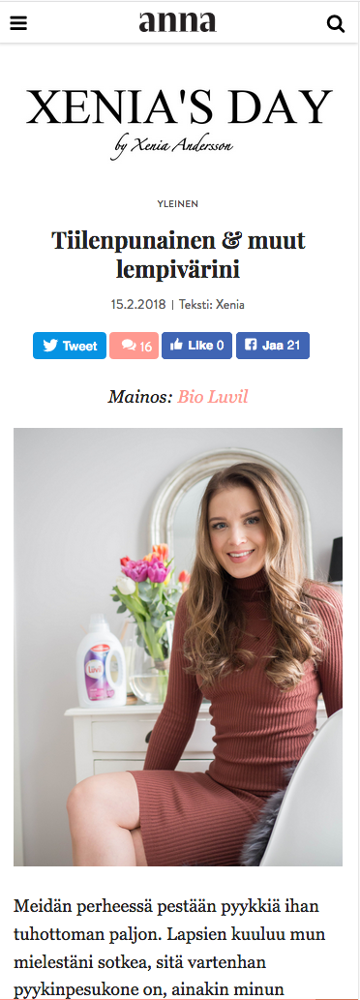 anna
XENIA'S DAY
by Xenia Andersson
YLEINEN
Tiilenpunainen & muut
lempivärini
15.2.2018 | Teksti: Xenia
Tweet 16 Like 0 Jaa 21
Mainos: Bio Luvil
Luvil
Meidän perheessä pestään pyykkiä ihan
tuhottoman paljon. Lapsien kuuluu mun
mielestäni sotkea, sitä vartenhan
pyykinpesukone on, ainakin minun